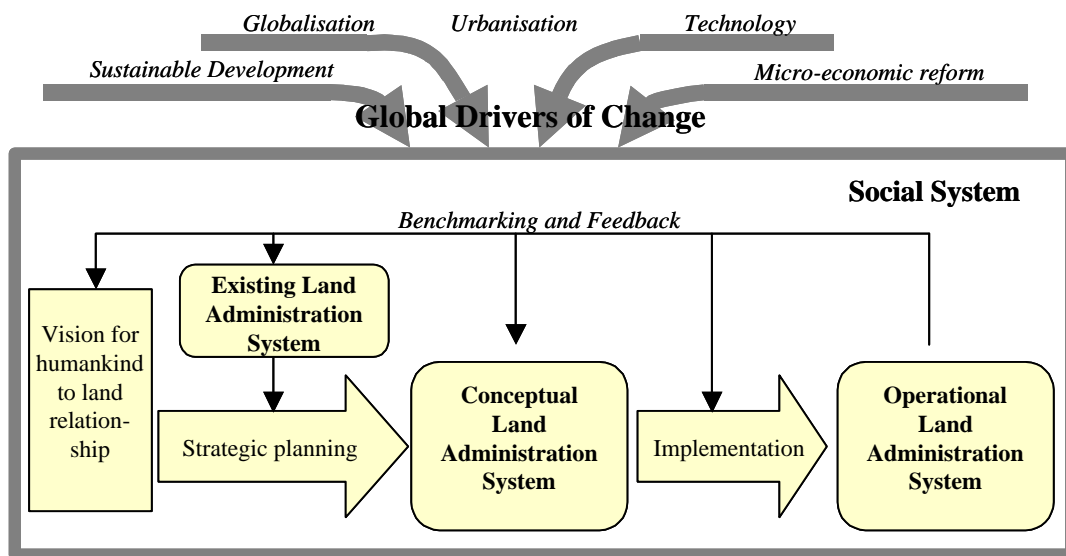 Globalisation
Urbanisation
Technology
Sustainable Development
Micro-economic reform
Global Drivers of Change
Social System
Benchmarking and Feedback
Vision for
humankind
to land
relation-
ship
Existing Land
Administration
System
Strategic planning
Conceptual
Land
Administration
System
Implementation
Operational
Land
Administration
System